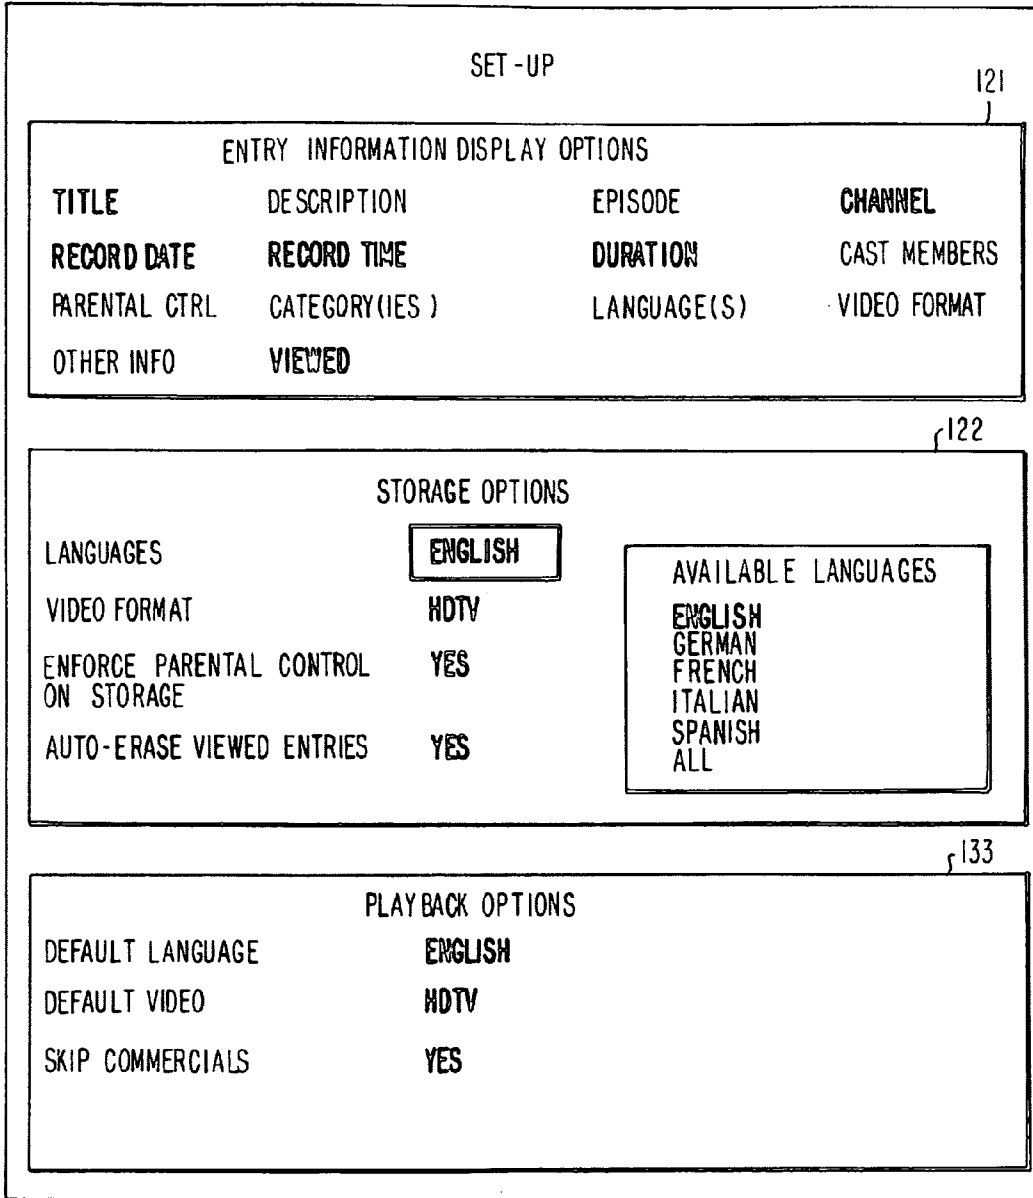 SET-UP
121
ENTRY INFORMATION DISPLAY OPTIONS
TITLE DESCRIPTION EPISODE CHANNEL
RECORD DATE RECORD TIME DURATION CAST MEMBERS
PARENTAL CTRL CATEGORY(IES) LANGUAGE(S) VIDEO FORMAT
OTHER INFO VIEWED
122
STORAGE OPTIONS
LANGUAGES ENGLISH
VIDEO FORMAT HDTV
ENFORCE PARENTAL CONTROL YES
ON STORAGE
AUTO-ERASE VIEWED ENTRIES YES
AVAILABLE LANGUAGES
ENGLISH
GERMAN
FRENCH
ITALIAN
SPANISH
ALL
133
PLAYBACK OPTIONS
DEFAULT LANGUAGE ENGLISH
DEFAULT VIDEO HDTV
SKIP COMMERCIALS YES